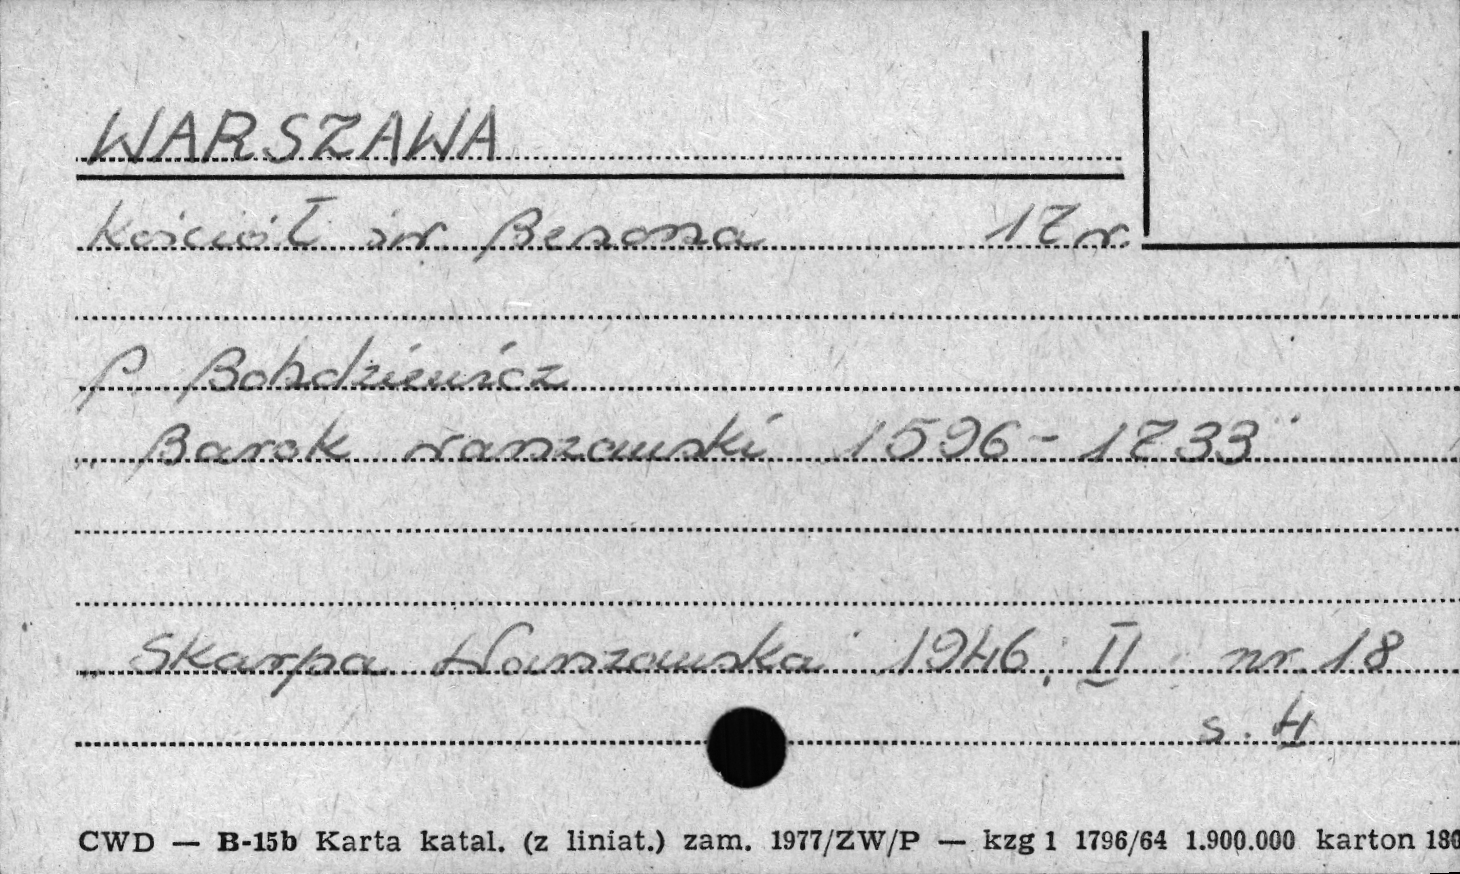 WARSZAWA
kościół św. Benona 17 w.
P. Bohdziewicz
„Barok warszawski 1596-1733"
„Skarpa Warszawska" 1946, II nr. 18
s. 4
CWD — B-15b Karta katal. (z liniat.) zam. 1977/ZW/P — kzg 1 1796/64 1.900.000 karton 180